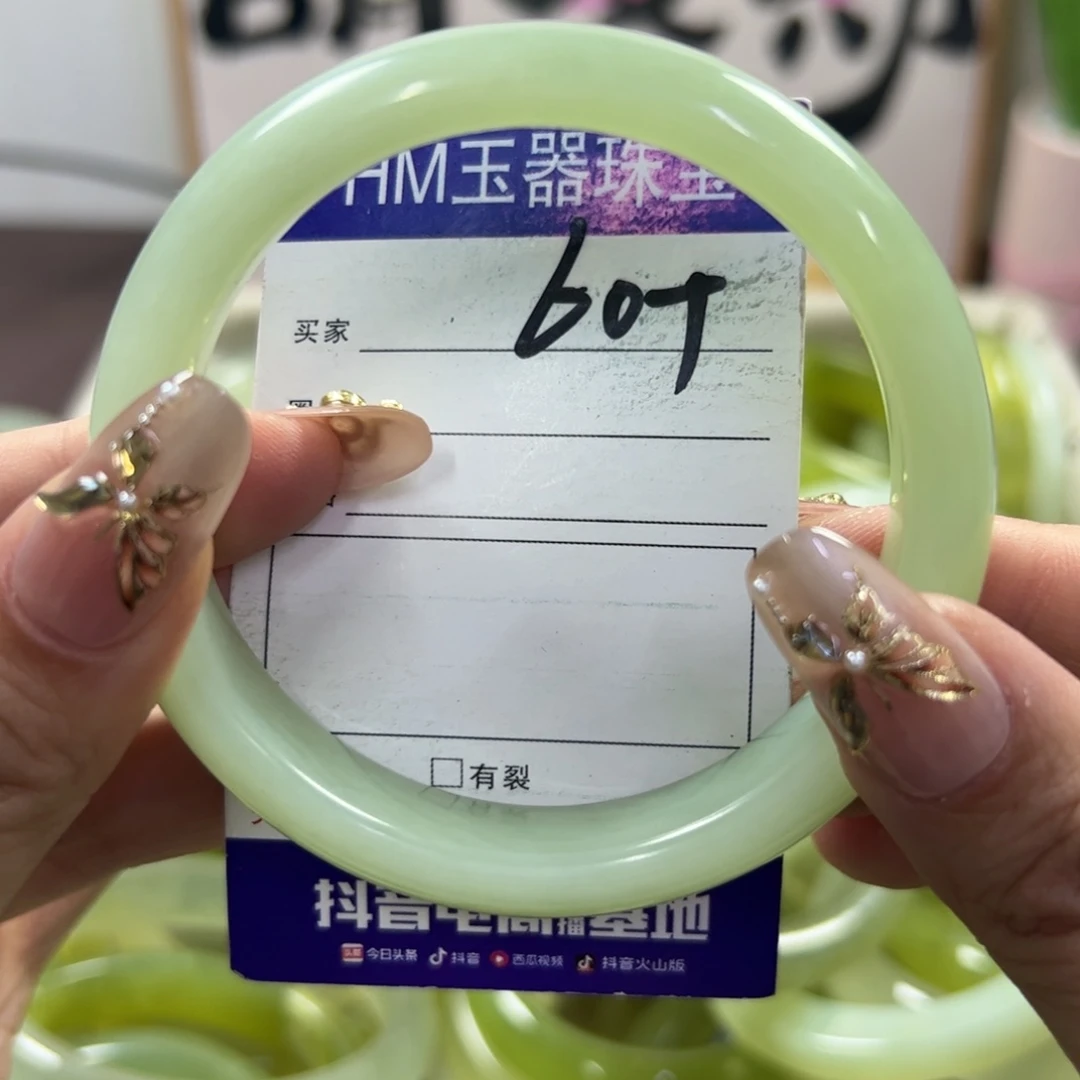 HM玉器珠宝
60+
买家
有裂
抖音电商直播基地
今日头条 抖音 西瓜视频 抖音火山版